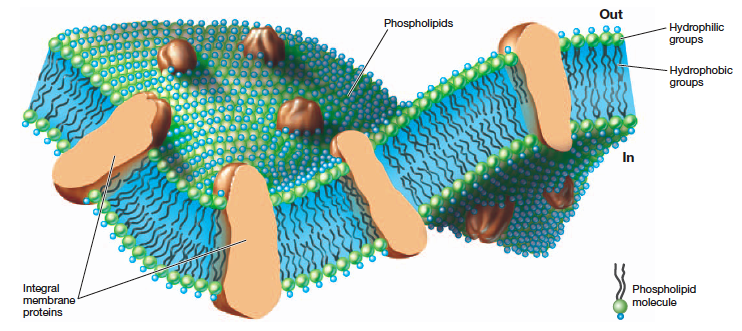 Out
Phospholipids
Hydrophilic
groups
Hydrophobic
groups
In
Integral
membrane
proteins
Phospholipid
molecule